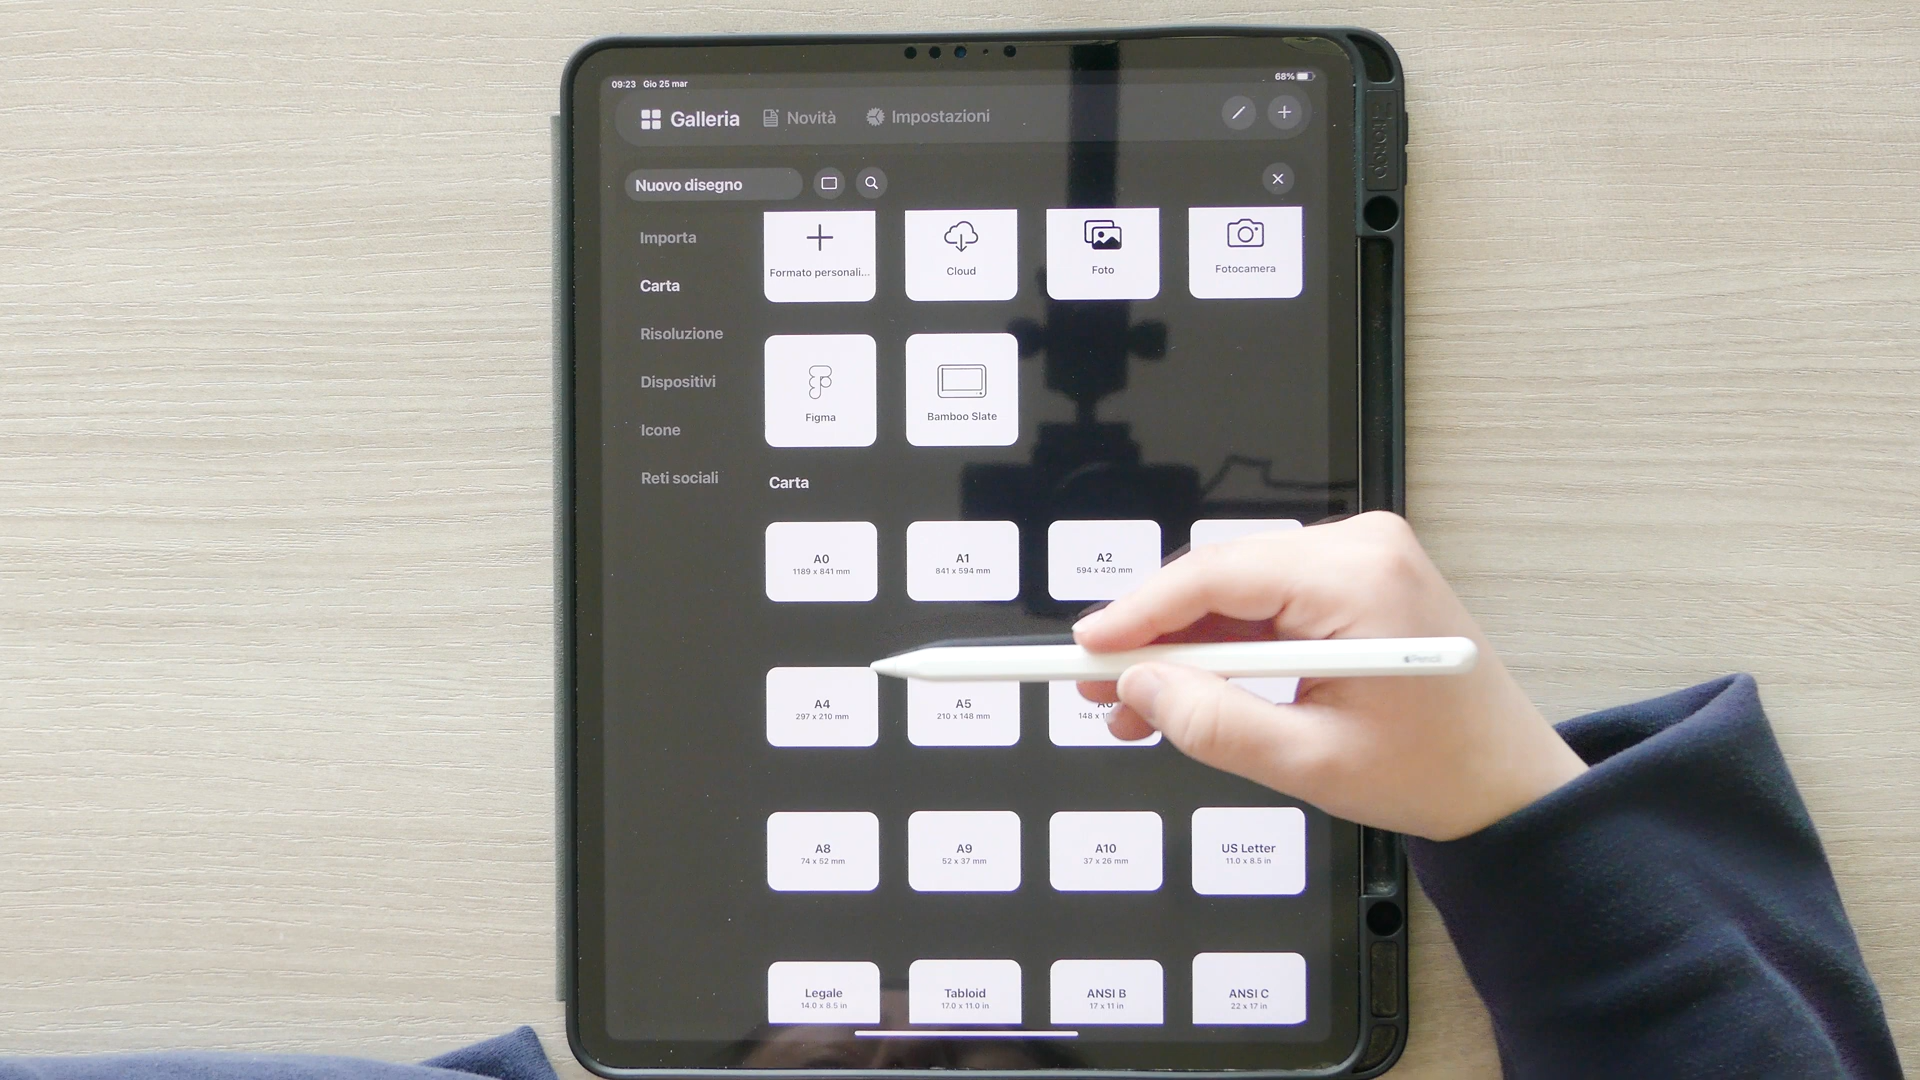 09:23 Gio 25 mar
68%
Galleria Novità Impostazioni
Nuovo disegno
Importa
Carta
Risoluzione
Dispositivi
Icone
Reti sociali
Formato personali...
Cloud
Foto
Fotocamera
Figma
Bamboo Slate
Carta
A0
1189 x 841 mm
A1
841 x 594 mm
A2
594 x 420 mm
A4
297 x 210 mm
A5
210 x 148 mm
A6
148 x
A8
74 x 52 mm
A9
52 x 37 mm
A10
37 x 26 mm
US Letter
11.0 x 8.5 in
Legale
14.0 x 8.5 in
Tabloid
17.0 x 11.0 in
ANSI B
17 x 11 in
ANSI C
22 x 17 in
Pencil